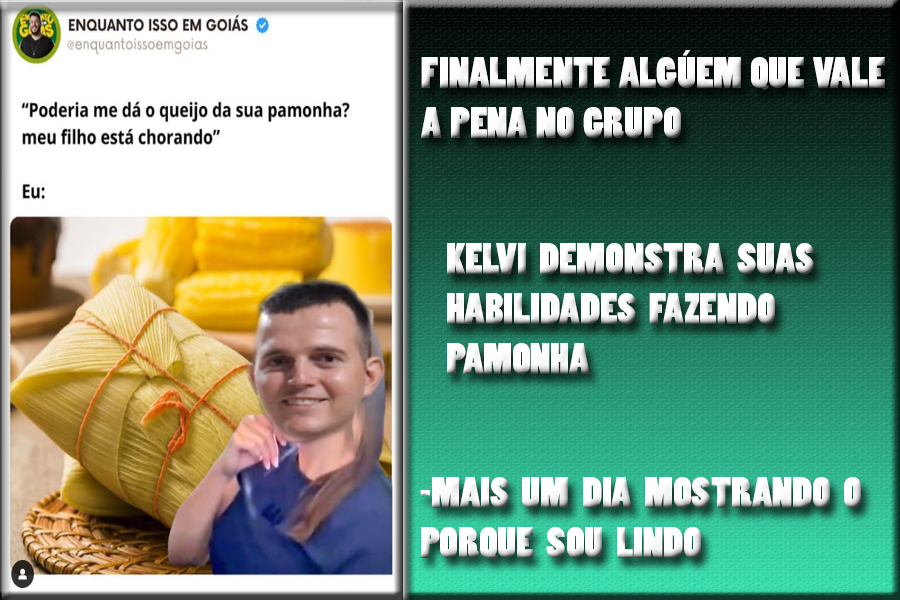 ENQUANTO ISSO EM GOIÁS
@enquantoissoemgoias
“Poderia me dá o queijo da sua pamonha?
meu filho está chorando”
Eu:
FINALMENTE ALGÚEM QUE VALE
A PENA NO GRUPO
KELVI DEMONSTRA SUAS
HABILIDADES FAZENDO
PAMONHA
-MAIS UM DIA MOSTRANDO O
PORQUE SOU LINDO